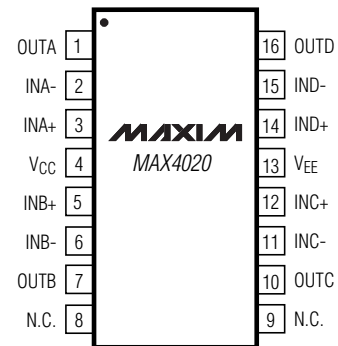 OUTA 1 16 OUTD
INA- 2 15 IND-
INA+ 3 MAXIM 14 IND+
VCC 4 MAX4020 13 VEE
INB+ 5 12 INC+
INB- 6 11 INC-
OUTB 7 10 OUTC
N.C. 8 9 N.C.